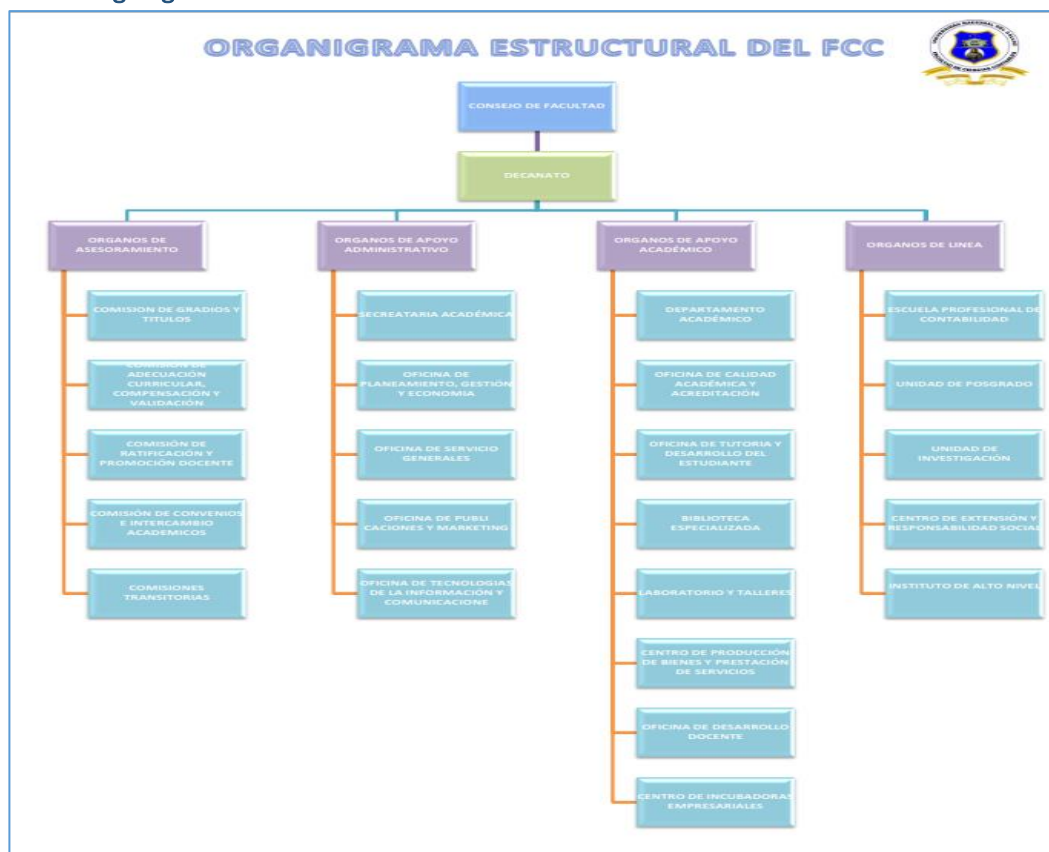 ORGANIGRAMA ESTRUCTURAL DEL FCC
CONSEJO DE FACULTAD
DECANATO
ORGANOS DE
ASESORAMIENTO
COMISION DE GRADIOS Y
TITULOS
COMISIÓN DE
ADECUACIÓN
CURRICULAR,
COMPENSACIÓN Y
VALIDACIÓN
COMISIÓN DE
RATIFICACIÓN Y
PROMOCIÓN DOCENTE
COMISIÓN DE CONVENIOS
E INTERCAMBIO
ACADEMICOS
COMISIONES
TRANSITORIAS
ORGANOS DE APOYO
ADMINISTRATIVO
SECREATARIA ACADÉMICA
OFICINA DE
PLANEAMIENTO, GESTIÓN
Y ECONOMIA
OFICINA DE SERVICIO
GENERALES
OFICINA DE PUBLI
CACIONES Y MARKETING
OFICINA DE TECNOLOGIAS
DE LA INFORMACIÓN Y
COMUNICACIONE
ORGANOS DE APOYO
ACADÉMICO
DEPARTAMENTO
ACADÉMICO
OFICINA DE CALIDAD
ACADÉMICA Y
ACREDITACIÓN
OFICINA DE TUTORIA Y
DESARROLLO DEL
ESTUDIANTE
BIBLIOTECA
ESPECIALIZADA
LABORATORIO Y TALLERES
CENTRO DE PRODUCCIÓN
DE BIENES Y PRESTACIÓN
DE SERVICIOS
OFICINA DE DESARROLLO
DOCENTE
CENTRO DE INCUBADORAS
EMPRESARIALES
ORGANOS DE LINEA
ESCUELA PROFESIONAL DE
CONTABILIDAD
UNIDAD DE POSGRADO
UNIDAD DE
INVESTIGACIÓN
CENTRO DE EXTENSIÓN Y
RESPONSABILIDAD SOCIAL
INSTITUTO DE ALTO NIVEL